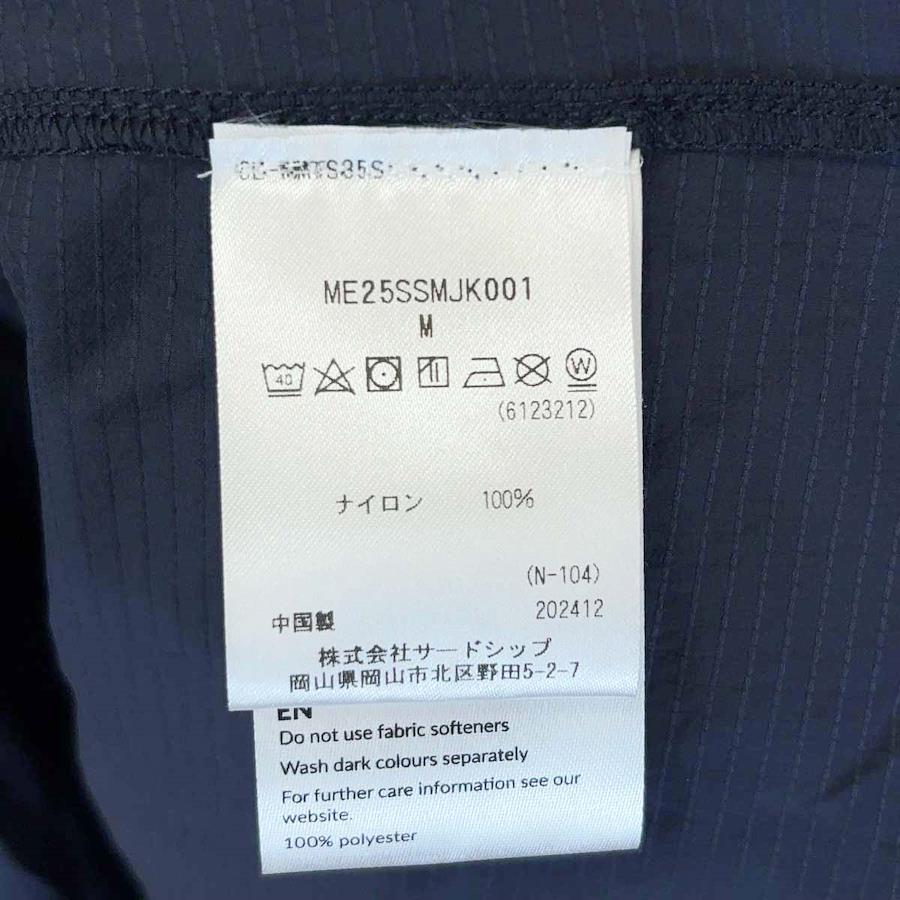 ME25SSMJK001
M
40
W
(6123212)
ナイロン 100%
(N-104)
中国製 202412
株式会社サードシップ
岡山県岡山市北区野田5-2-7
EN
Do not use fabric softeners
Wash dark colours separately
For further care information see our
website.
100% polyester